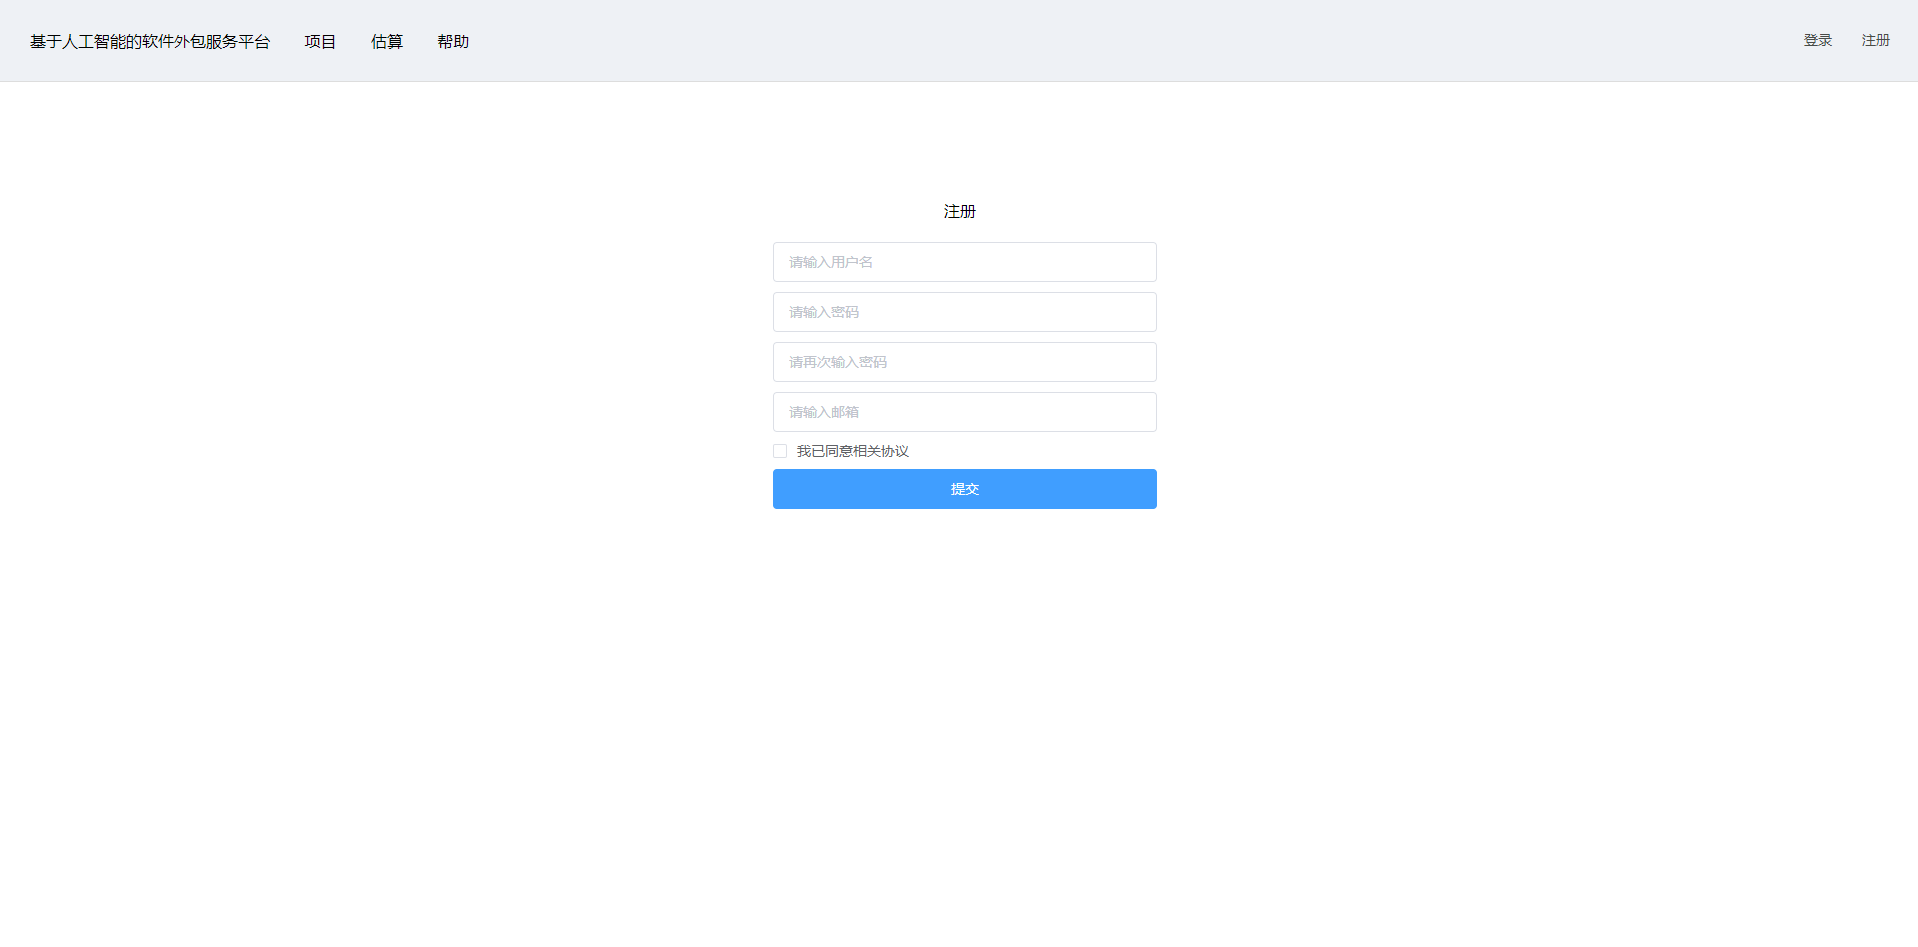 基于人工智能的软件外包服务平台 项目 估算 帮助 登录 注册
注册
请输入用户名
请输入密码
请再次输入密码
请输入邮箱
我已同意相关协议
提交